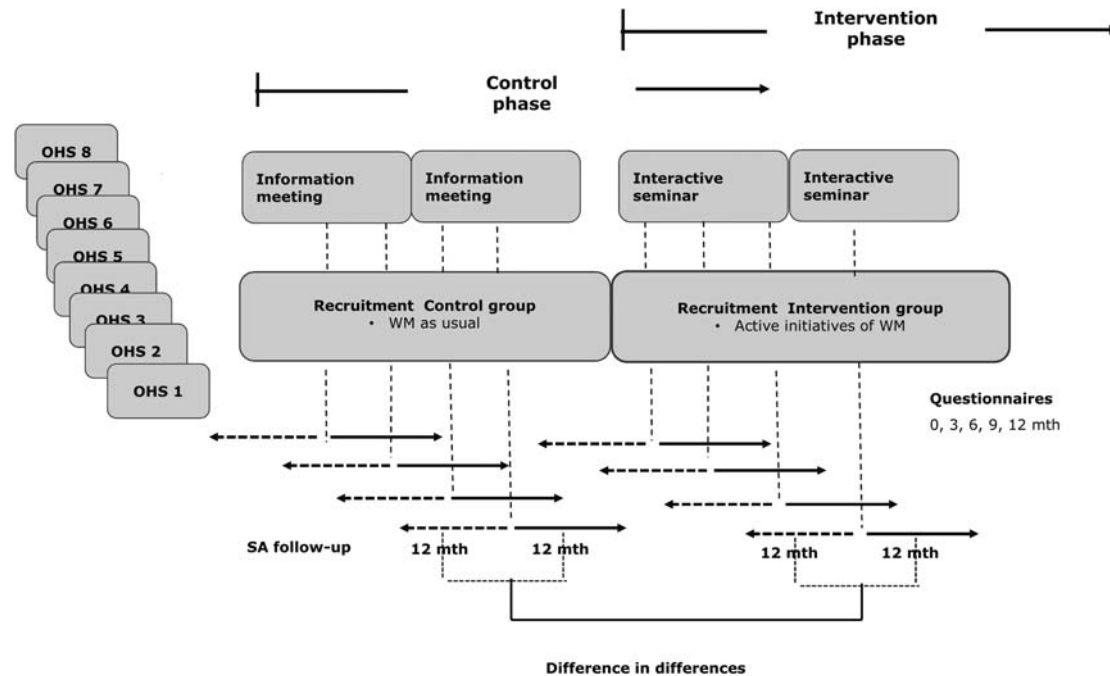 Intervention
phase
Control
phase
OHS 8
OHS 7
OHS 6
OHS 5
OHS 4
OHS 3
OHS 2
OHS 1
Information
meeting
Information
meeting
Interactive
seminar
Interactive
seminar
Recruitment Control group
• WM as usual
Recruitment Intervention group
• Active initiatives of WM
Questionnaires
0, 3, 6, 9, 12 mth
SA follow-up
12 mth
12 mth
12 mth
12 mth
Difference in differences